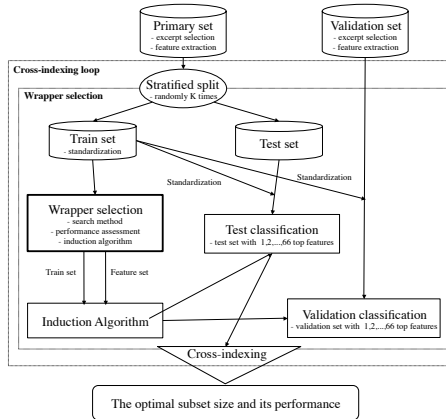 Primary set
- excerpt selection
- feature extraction
Validation set
- excerpt selection
- feature extraction
Cross-indexing loop
Stratified split
- randomly K times
Wrapper selection
Train set
- standardization
Test set
Standardization
Standardization
Wrapper selection
- search method
- performance assessment
- induction algorithm
Test classification
- test set with 1,2,...,66 top features
Train set
Feature set
Induction Algorithm
Validation classification
- validation set with 1,2,...,66 top features
Cross-indexing
The optimal subset size and its performance